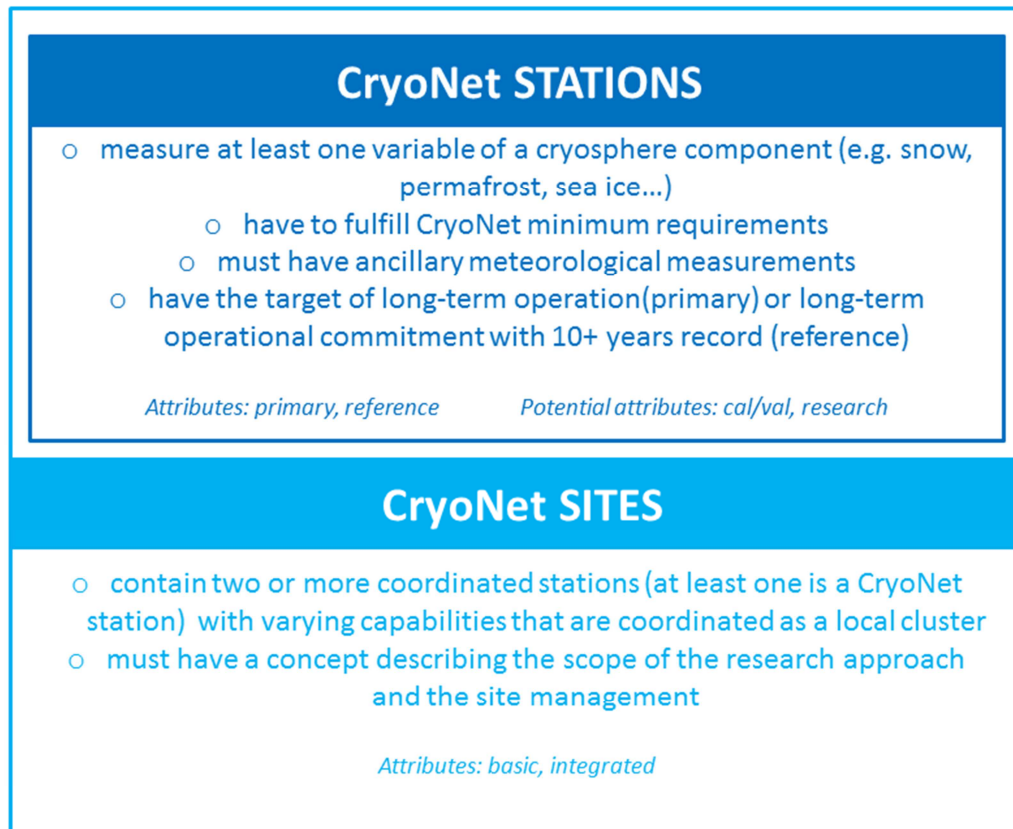 CryoNet STATIONS
o measure at least one variable of a cryosphere component (e.g. snow,
permafrost, sea ice...)
o have to fulfill CryoNet minimum requirements
o must have ancillary meteorological measurements
o have the target of long-term operation(primary) or long-term
operational commitment with 10+ years record (reference)
Attributes: primary, reference Potential attributes: cal/val, research
CryoNet SITES
o contain two or more coordinated stations (at least one is a CryoNet
station) with varying capabilities that are coordinated as a local cluster
o must have a concept describing the scope of the research approach
and the site management
Attributes: basic, integrated